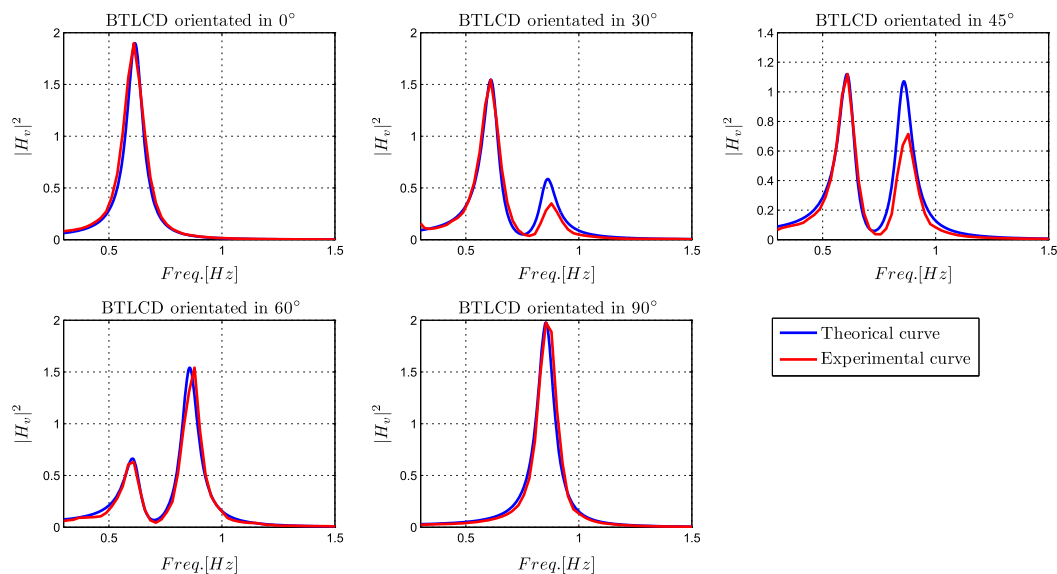 BTLCD orientated in 0°
2
1.5
1
0.5
0
0.5
1
1.5
|H_v|²
Freq.[Hz]
BTLCD orientated in 30°
2
1.5
1
0.5
0
0.5
1
1.5
|H_v|²
Freq.[Hz]
BTLCD orientated in 45°
1.4
1.2
1
0.8
0.6
0.4
0.2
0
0.5
1
1.5
|H_v|²
Freq.[Hz]
BTLCD orientated in 60°
2
1.5
1
0.5
0
0.5
1
1.5
|H_v|²
Freq.[Hz]
BTLCD orientated in 90°
2
1.5
1
0.5
0
0.5
1
1.5
|H_v|²
Freq.[Hz]
Theorical curve
Experimental curve